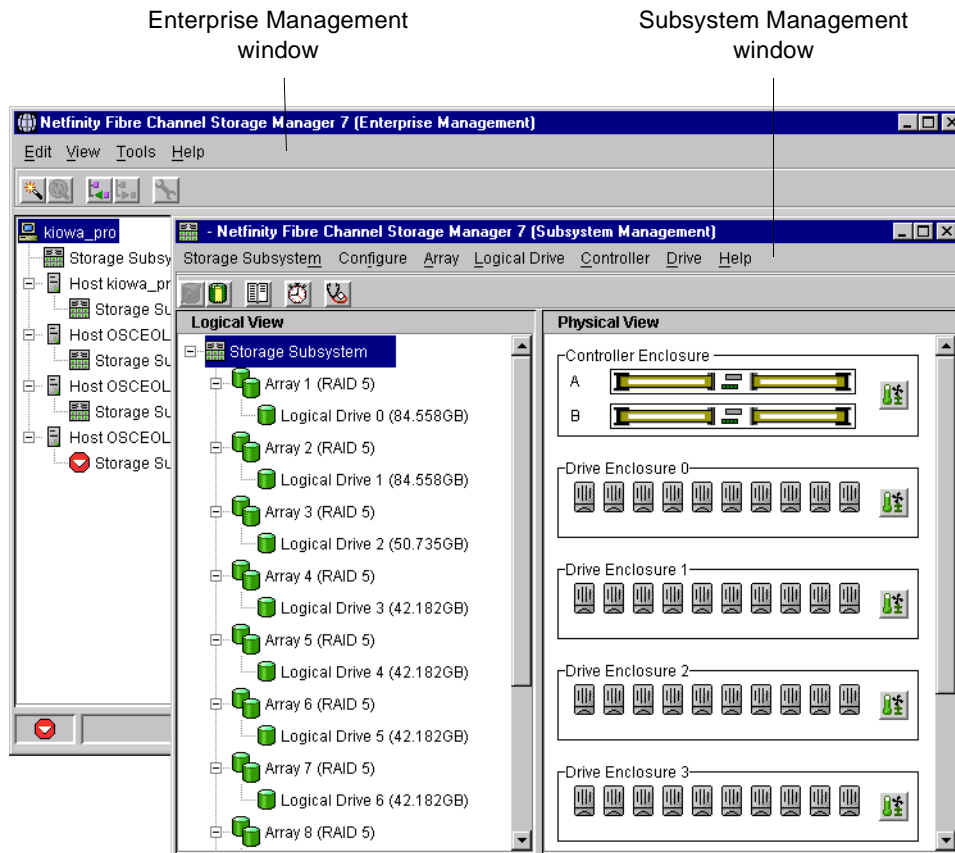 Enterprise Management
window
Subsystem Management
window
Netfinity Fibre Channel Storage Manager 7 (Enterprise Management)
Edit View Tools Help
kiowa_pro
Storage Subsy
Host kiowa_pr
Storage Su
Host OSCEOL
Storage Su
Host OSCEOL
Storage Su
Host OSCEOL
Storage Su
- Netfinity Fibre Channel Storage Manager 7 (Subsystem Management)
Storage Subsystem Configure Array Logical Drive Controller Drive Help
Logical View
Storage Subsystem
Array 1 (RAID 5)
Logical Drive 0 (84.558GB)
Array 2 (RAID 5)
Logical Drive 1 (84.558GB)
Array 3 (RAID 5)
Logical Drive 2 (50.735GB)
Array 4 (RAID 5)
Logical Drive 3 (42.182GB)
Array 5 (RAID 5)
Logical Drive 4 (42.182GB)
Array 6 (RAID 5)
Logical Drive 5 (42.182GB)
Array 7 (RAID 5)
Logical Drive 6 (42.182GB)
Array 8 (RAID 5)
Physical View
Controller Enclosure
A
B
Drive Enclosure 0
Drive Enclosure 1
Drive Enclosure 2
Drive Enclosure 3